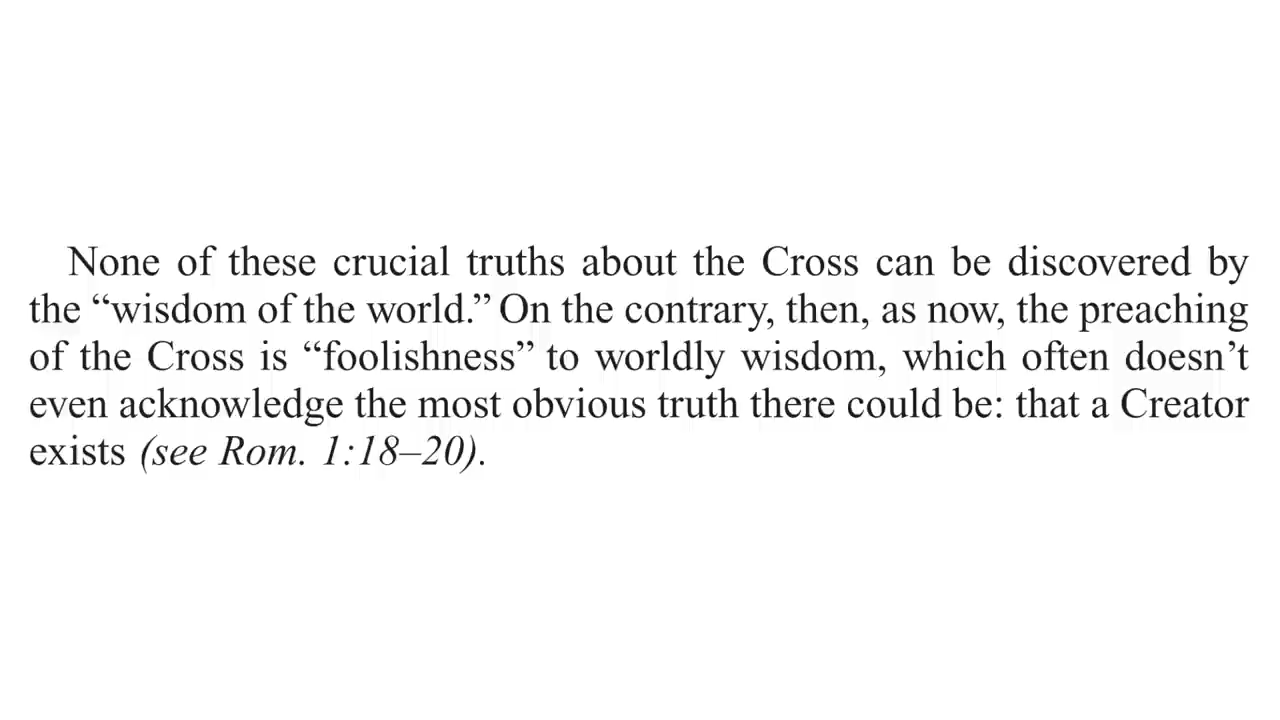 None of these crucial truths about the Cross can be discovered by
the “wisdom of the world.” On the contrary, then, as now, the preaching
of the Cross is “foolishness” to worldly wisdom, which often doesn’t
even acknowledge the most obvious truth there could be: that a Creator
exists (see Rom. 1:18–20).